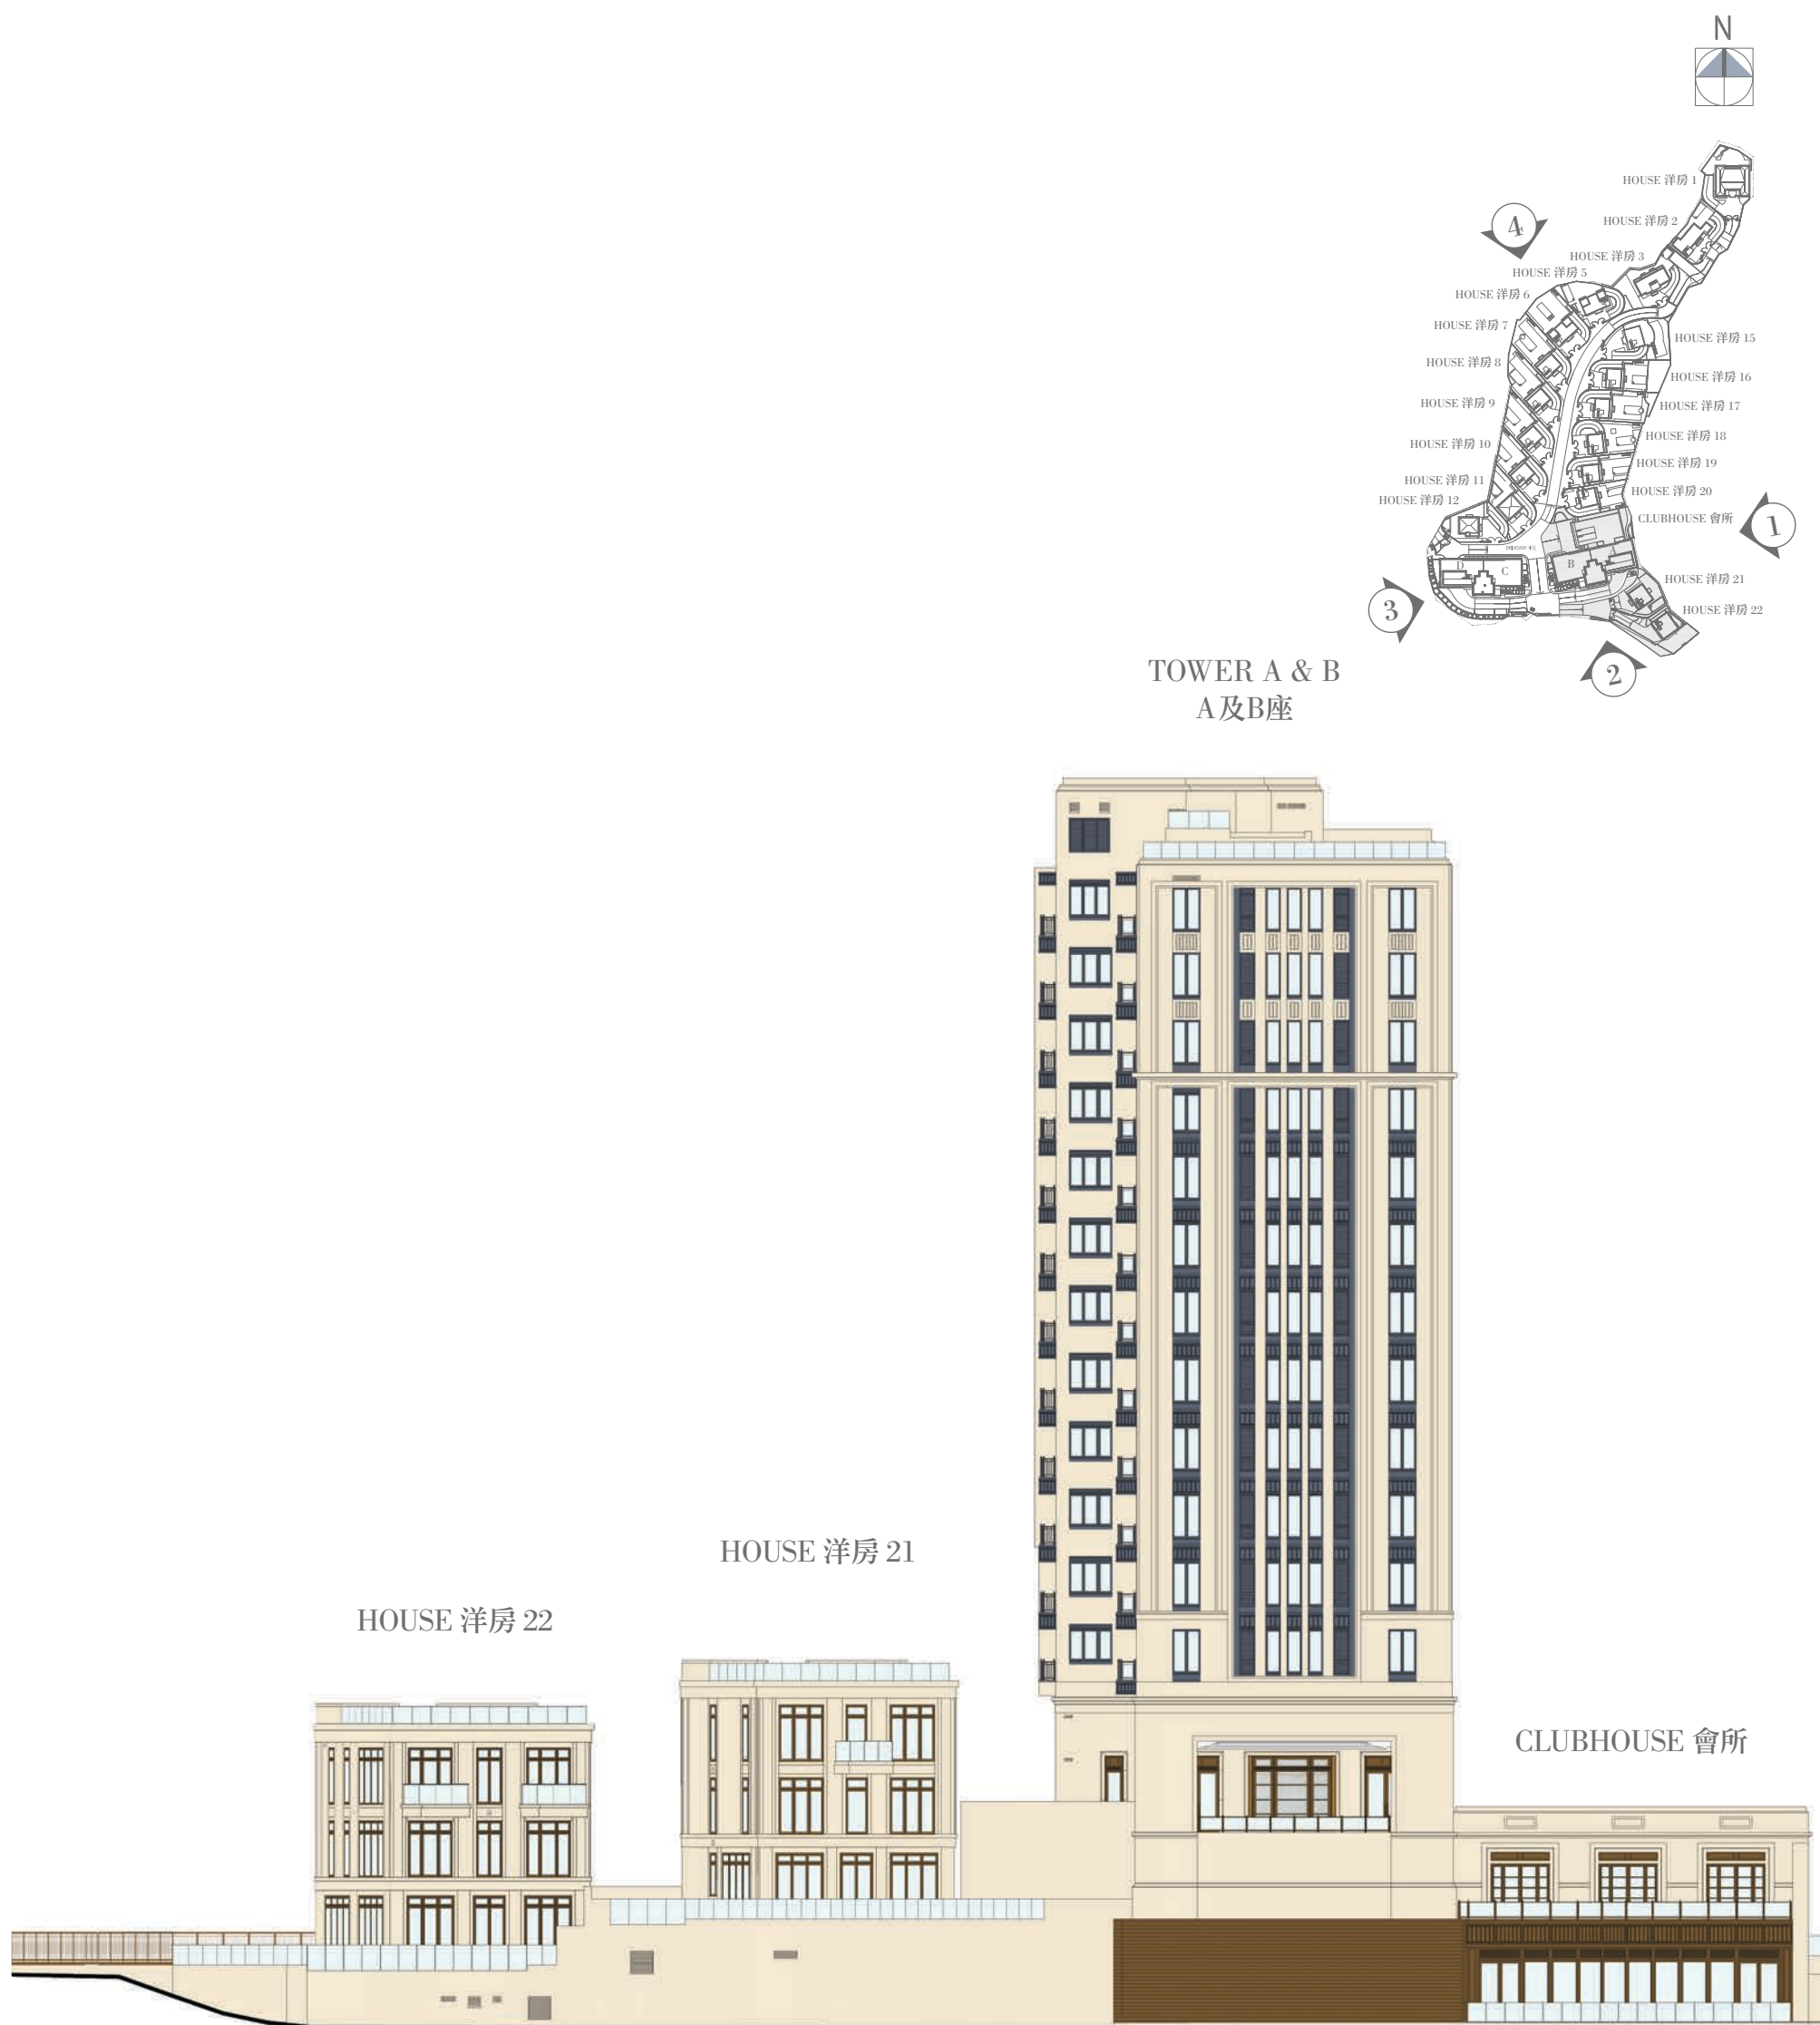 N
HOUSE 洋房 1
HOUSE 洋房 2
4
HOUSE 洋房 3
HOUSE 洋房 5
HOUSE 洋房 6
HOUSE 洋房 7
HOUSE 洋房 15
HOUSE 洋房 8
HOUSE 洋房 16
HOUSE 洋房 9
HOUSE 洋房 17
HOUSE 洋房 18
HOUSE 洋房 10
HOUSE 洋房 19
HOUSE 洋房 11
HOUSE 洋房 20
HOUSE 洋房 12
CLUBHOUSE 會所
1
A
B
D
C
HOUSE 洋房 21
3
HOUSE 洋房 22
2
TOWER A & B
A及B座
HOUSE 洋房 21
HOUSE 洋房 22
CLUBHOUSE 會所